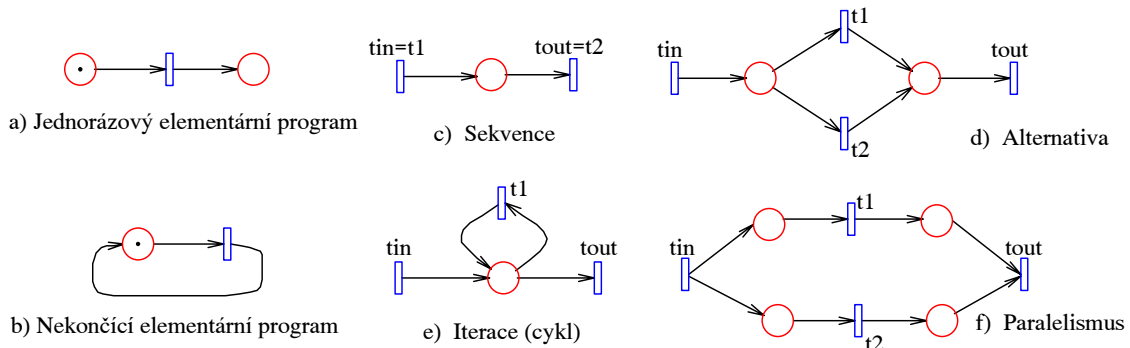 a) Jednorázový elementární program
tin=t1
tout=t2
c) Sekvence
tin
t1
t2
tout
d) Alternativa
b) Nekončící elementární program
t1
tin
tout
e) Iterace (cykl)
tin
t1
t2
tout
f) Paralelismus